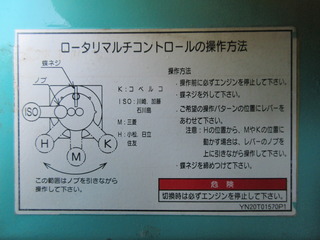 ロータリマルチコントロールの操作方法
蝶ネジ
ノブ
ISO
H
M
K
K：コベルコ
ISO：川崎、加藤
石川島
M：三菱
H：小松、日立
住友
この範囲はノブを引きながら
操作して下さい。
操作方法
・操作前に必ずエンジンを停止して下さい。
・蝶ネジを外して下さい。
・ご希望の操作パターンの位置にレバーを
あわせて下さい。
注意：Hの位置から、MやKの位置に
動かす場合は、レバーのノブを
上に引きながら操作して下さい。
・蝶ネジを締めつけて下さい。
危険
切換時は必ずエンジンを停止して下さい。
YN20T01570P1